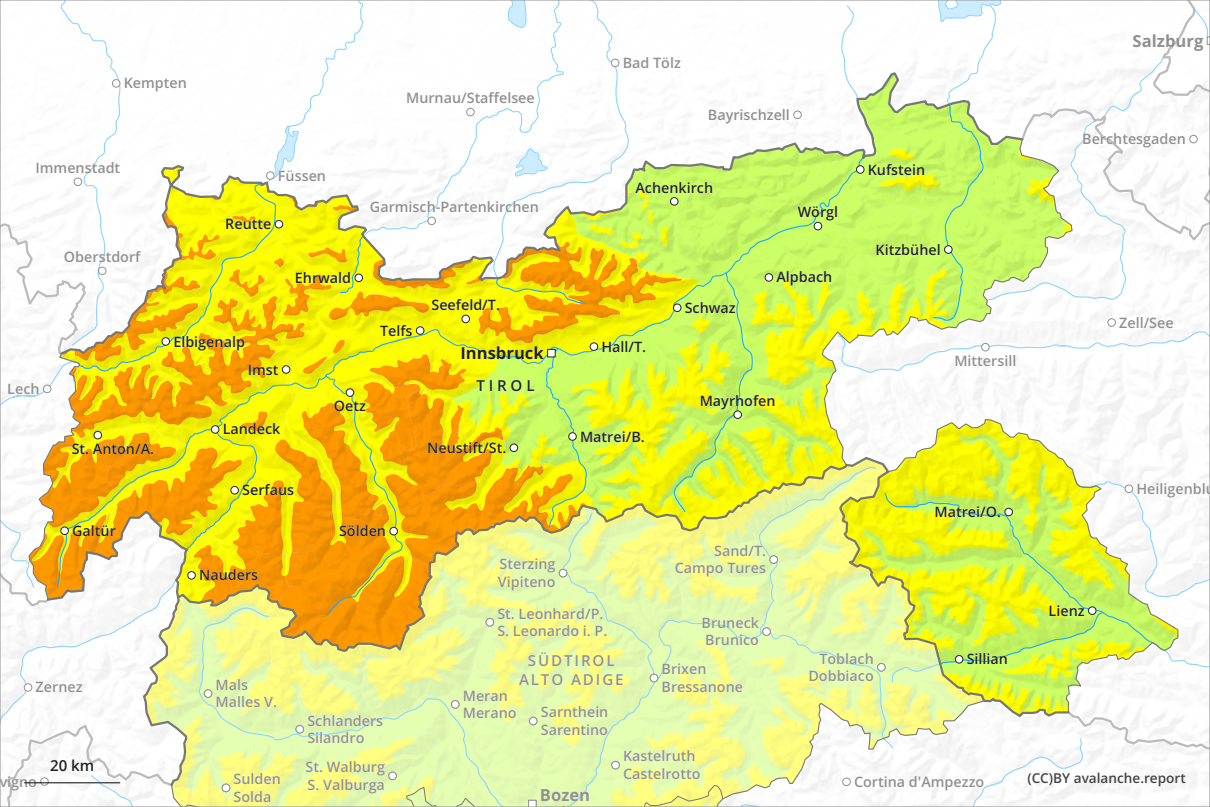 Salzburg
Bad Tölz
Kempten
Murnau/Staffelsee
Bayrischzell
Berchtesgaden
Immenstadt
Füssen
Kufstein
Achenkirch
Garmisch-Partenkirchen
Wörgl
Reutte
Kitzbühel
Oberstdorf
Ehrwald
Alpbach
Seefeld/T.
Schwaz
Telfs
Zell/See
Elbigenalp
Innsbruck
Hall/T.
Mittersill
Imst
TIROL
Lech
Oetz
Mayrhofen
Landeck
Matrei/B.
St. Anton/A.
Neustift/St.
Serfaus
Heiligenblu
Matrei/O.
Galtür
Sölden
Sand/T.
Campo Tures
Sterzing
Vipiteno
Nauders
St. Leonhard/P.
S. Leonardo i. P.
Lienz
Bruneck
Brunico
Sillian
SÜDTIROL
ALTO ADIGE
Toblach
Dobbiaco
Brixen
Bressanone
Zernez
Mals
Malles V.
Meran
Merano
Sarnthein
Sarentino
Schlanders
Silandro
Kastelruth
Castelrotto
20 km
St. Walburg
S. Valburga
vigno
Sulden
Solda
Cortina d'Ampezzo
(CC)BY avalanche.report
Bozen